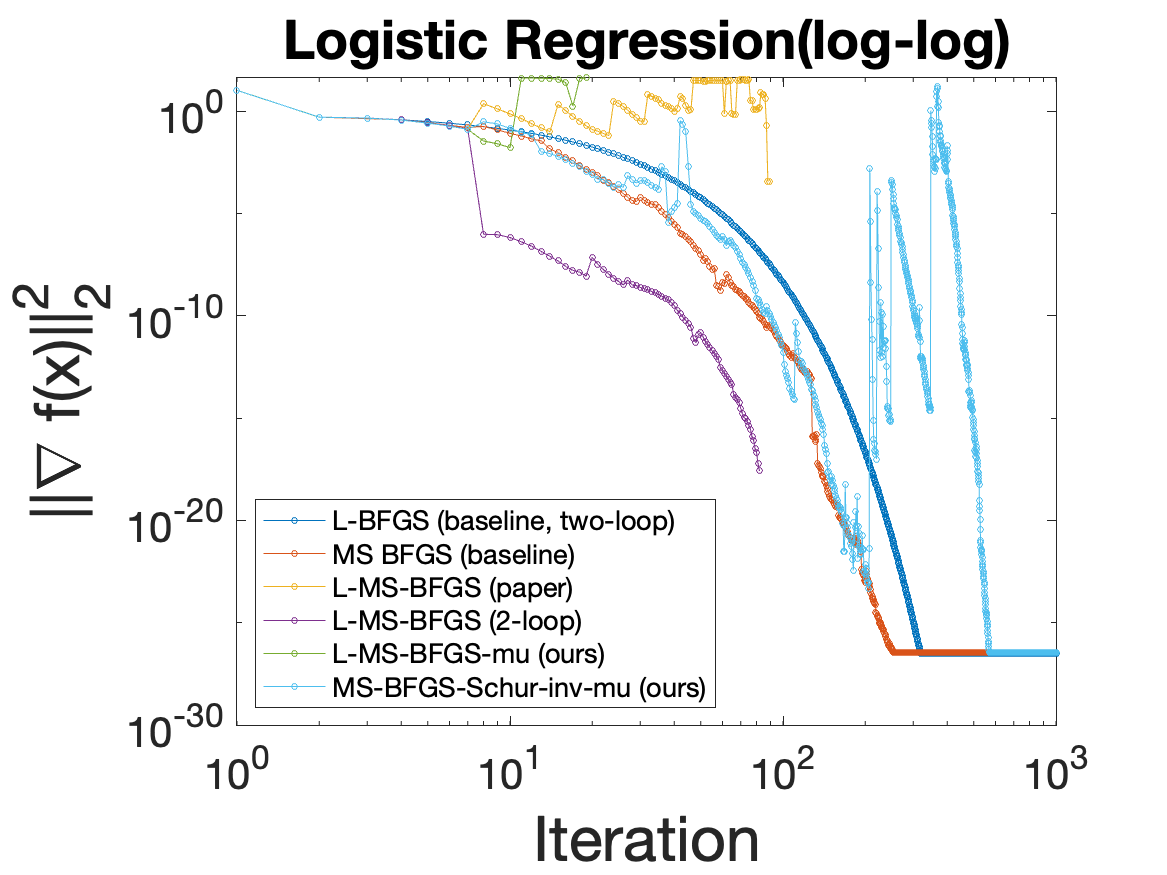 Logistic Regression(log-log)
||∇ f(x)||₂²
10⁰
10⁻¹⁰
10⁻²⁰
10⁻³⁰
L-BFGS (baseline, two-loop)
MS BFGS (baseline)
L-MS-BFGS (paper)
L-MS-BFGS (2-loop)
L-MS-BFGS-mu (ours)
MS-BFGS-Schur-inv-mu (ours)
10⁰ 10¹ 10² 10³
Iteration